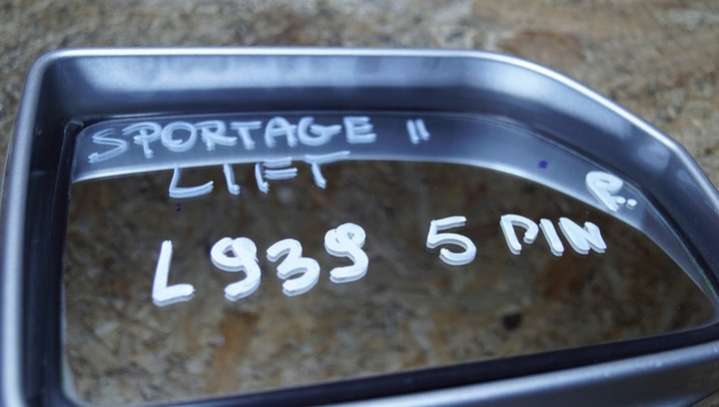 SPORTAGE II
LIFT
R.
L939 5 PIN